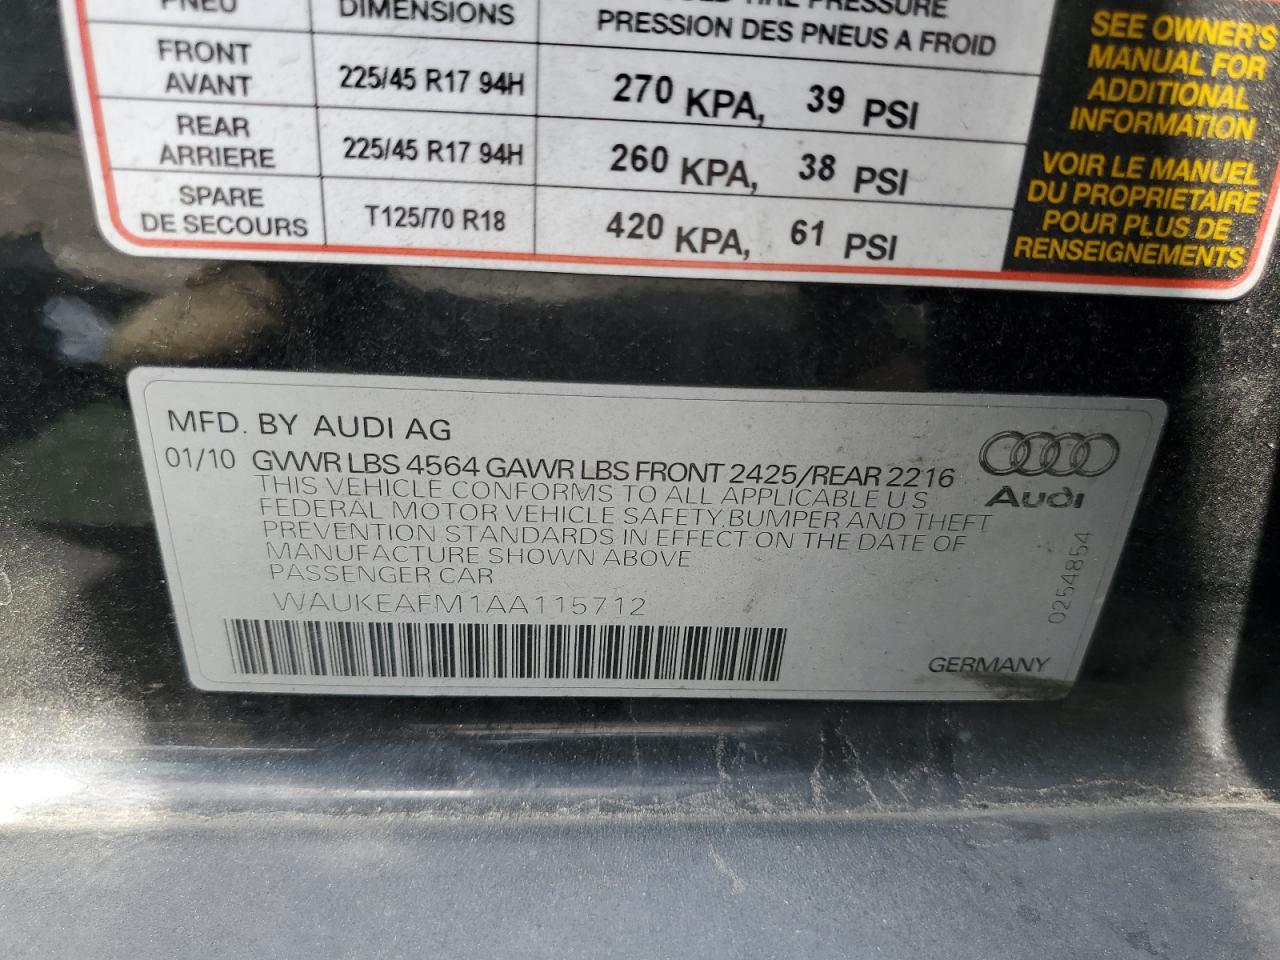 PNEU DIMENSIONS TIRE PRESSURE
PRESSION DES PNEUS A FROID
FRONT
AVANT 225/45 R17 94H 270 KPA, 39 PSI
REAR
ARRIERE 225/45 R17 94H 260 KPA, 38 PSI
SPARE
DE SECOURS T125/70 R18 420 KPA, 61 PSI
SEE OWNER'S
MANUAL FOR
ADDITIONAL
INFORMATION
VOIR LE MANUEL
DU PROPRIETAIRE
POUR PLUS DE
RENSEIGNEMENTS
MFD. BY AUDI AG
01/10 GVWR LBS 4564 GAWR LBS FRONT 2425/REAR 2216
THIS VEHICLE CONFORMS TO ALL APPLICABLE U S
FEDERAL MOTOR VEHICLE SAFETY,BUMPER AND THEFT
PREVENTION STANDARDS IN EFFECT ON THE DATE OF
MANUFACTURE SHOWN ABOVE
PASSENGER CAR
WAUKEAFM1AA115712
Audi
0254854
GERMANY